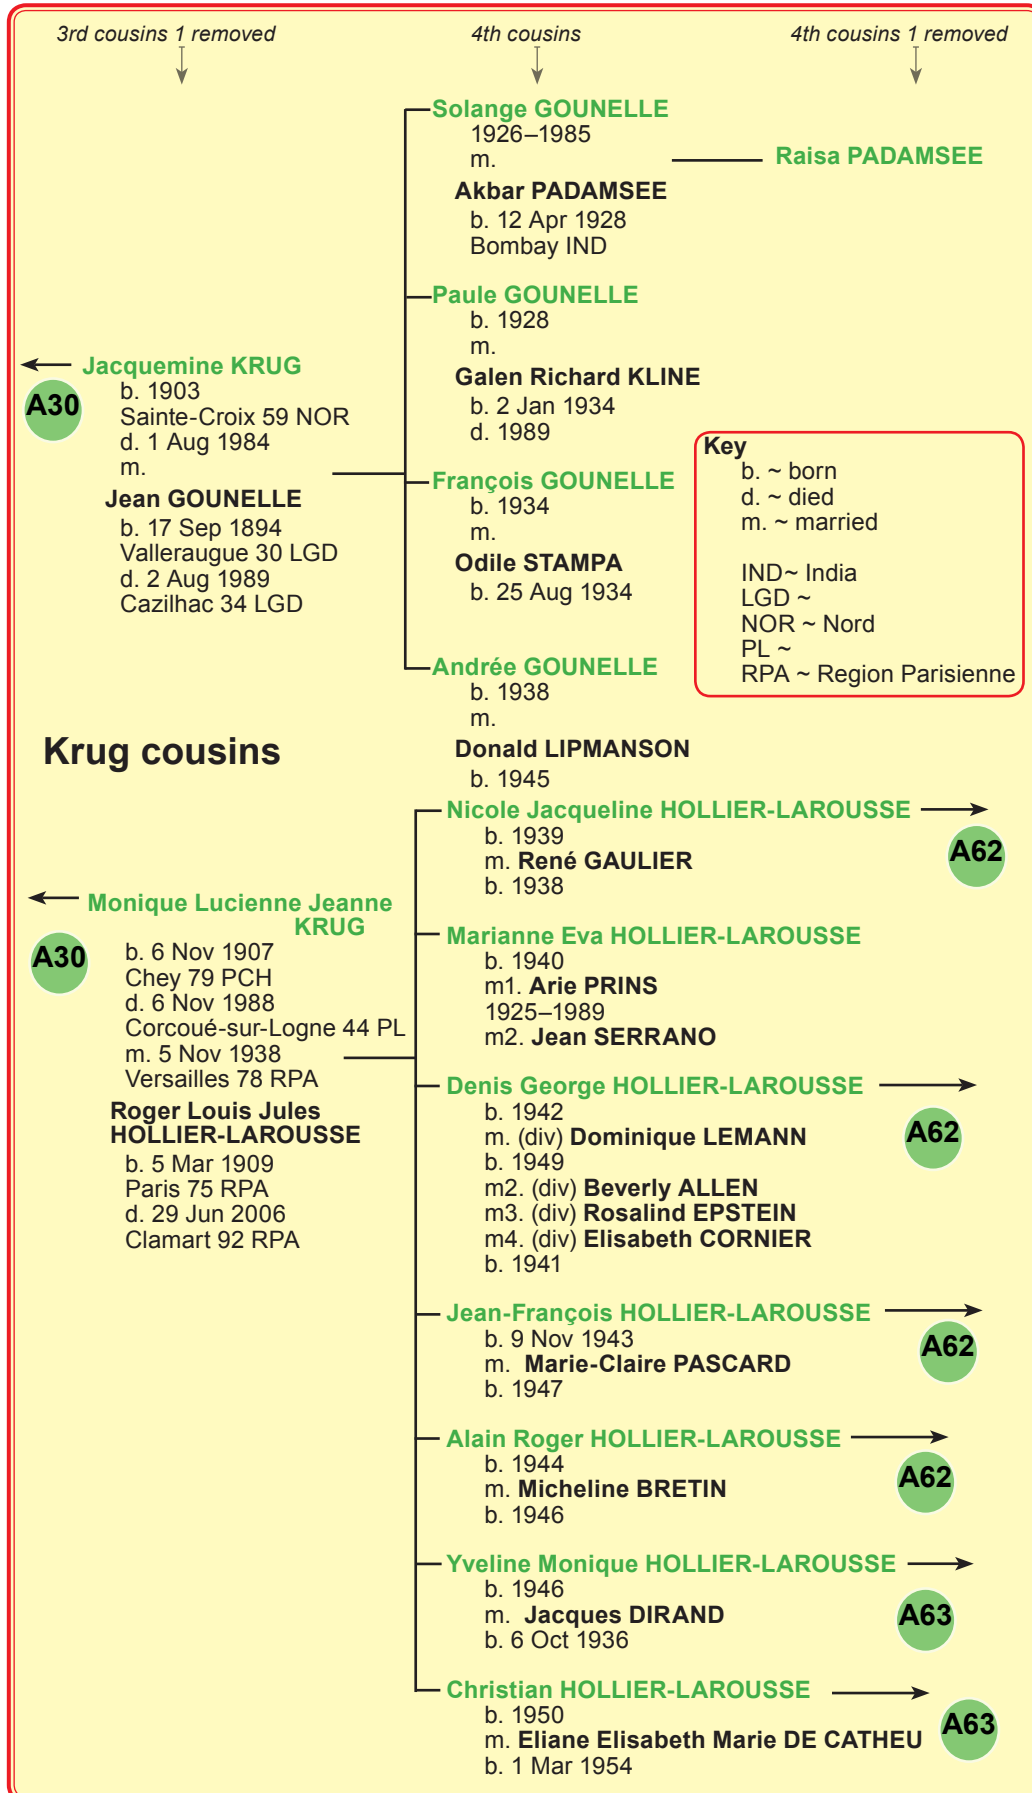 3rd cousins 1 removed
4th cousins
4th cousins 1 removed
Solange GOUNELLE
1926–1985
m.
Raisa PADAMSEE
Akbar PADAMSEE
b. 12 Apr 1928
Bombay IND
Paule GOUNELLE
b. 1928
m.
Galen Richard KLINE
b. 2 Jan 1934
d. 1989
Jacquemine KRUG
A30
b. 1903
Sainte-Croix 59 NOR
d. 1 Aug 1984
m.
Jean GOUNELLE
b. 17 Sep 1894
Valleraugue 30 LGD
d. 2 Aug 1989
Cazilhac 34 LGD
François GOUNELLE
b. 1934
m.
Odile STAMPA
b. 25 Aug 1934
Key
b. ~ born
d. ~ died
m. ~ married
IND~ India
LGD ~
NOR ~ Nord
PL ~
RPA ~ Region Parisienne
Andrée GOUNELLE
b. 1938
m.
Donald LIPMANSON
b. 1945
Krug cousins
Nicole Jacqueline HOLLIER-LAROUSSE
b. 1939
m. René GAULIER
b. 1938
A62
Monique Lucienne Jeanne
KRUG
A30
b. 6 Nov 1907
Chey 79 PCH
d. 6 Nov 1988
Corcoué-sur-Logne 44 PL
m. 5 Nov 1938
Versailles 78 RPA
Roger Louis Jules
HOLLIER-LAROUSSE
b. 5 Mar 1909
Paris 75 RPA
d. 29 Jun 2006
Clamart 92 RPA
Marianne Eva HOLLIER-LAROUSSE
b. 1940
m1. Arie PRINS
1925–1989
m2. Jean SERRANO
Denis George HOLLIER-LAROUSSE
b. 1942
m. (div) Dominique LEMANN
b. 1949
m2. (div) Beverly ALLEN
m3. (div) Rosalind EPSTEIN
m4. (div) Elisabeth CORNIER
b. 1941
A62
Jean-François HOLLIER-LAROUSSE
b. 9 Nov 1943
m. Marie-Claire PASCARD
b. 1947
A62
Alain Roger HOLLIER-LAROUSSE
b. 1944
m. Micheline BRETIN
b. 1946
A62
Yveline Monique HOLLIER-LAROUSSE
b. 1946
m. Jacques DIRAND
b. 6 Oct 1936
A63
Christian HOLLIER-LAROUSSE
b. 1950
m. Eliane Elisabeth Marie DE CATHEU
b. 1 Mar 1954
A63